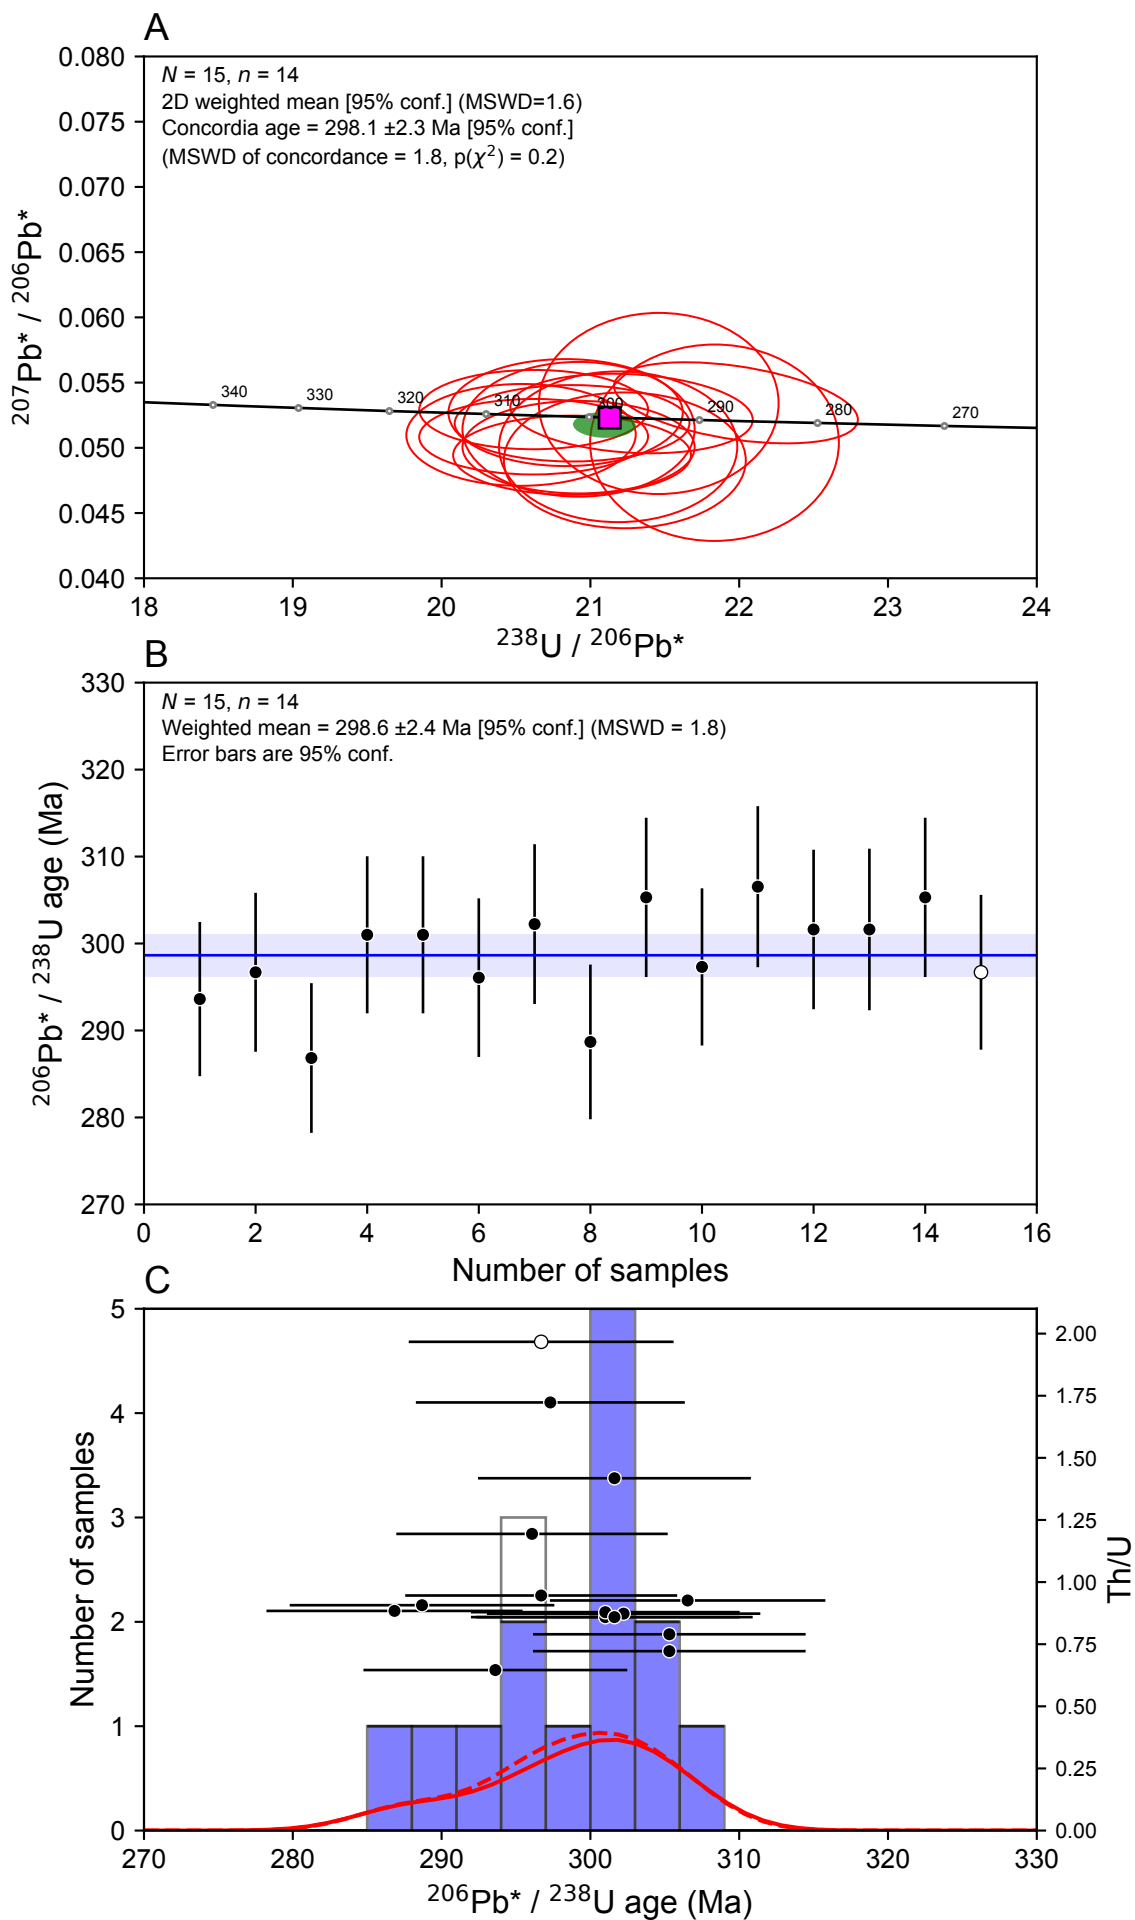 A
N = 15, n = 14
2D weighted mean [95% conf.] (MSWD=1.6)
Concordia age = 298.1 ±2.3 Ma [95% conf.]
(MSWD of concordance = 1.8, p(χ²) = 0.2)
0.080
0.075
0.070
0.065
0.060
0.055
0.050
0.045
0.040
²⁰⁷Pb* / ²⁰⁶Pb*
340
330
320
310
300
290
280
270
18 19 20 21 22 23 24
²³⁸U / ²⁰⁶Pb*
B
N = 15, n = 14
Weighted mean = 298.6 ±2.4 Ma [95% conf.] (MSWD = 1.8)
Error bars are 95% conf.
330
320
310
300
290
280
270
²⁰⁶Pb* / ²³⁸U age (Ma)
0 2 4 6 8 10 12 14 16
Number of samples
C
5
4
3
2
1
0
Number of samples
2.00
1.75
1.50
1.25
1.00
0.75
0.50
0.25
0.00
Th/U
270 280 290 300 310 320 330
²⁰⁶Pb* / ²³⁸U age (Ma)